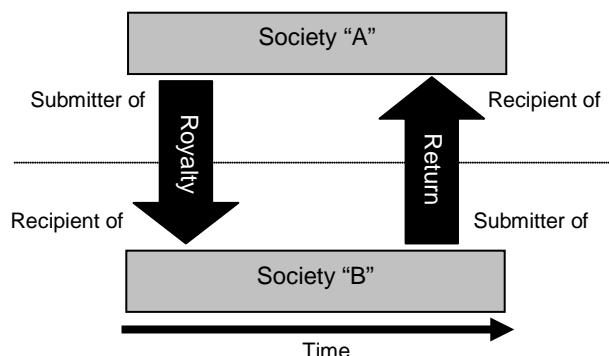 Society “A”
Submitter of
Royalty
Return
Recipient of
Recipient of
Submitter of
Society “B”
Time